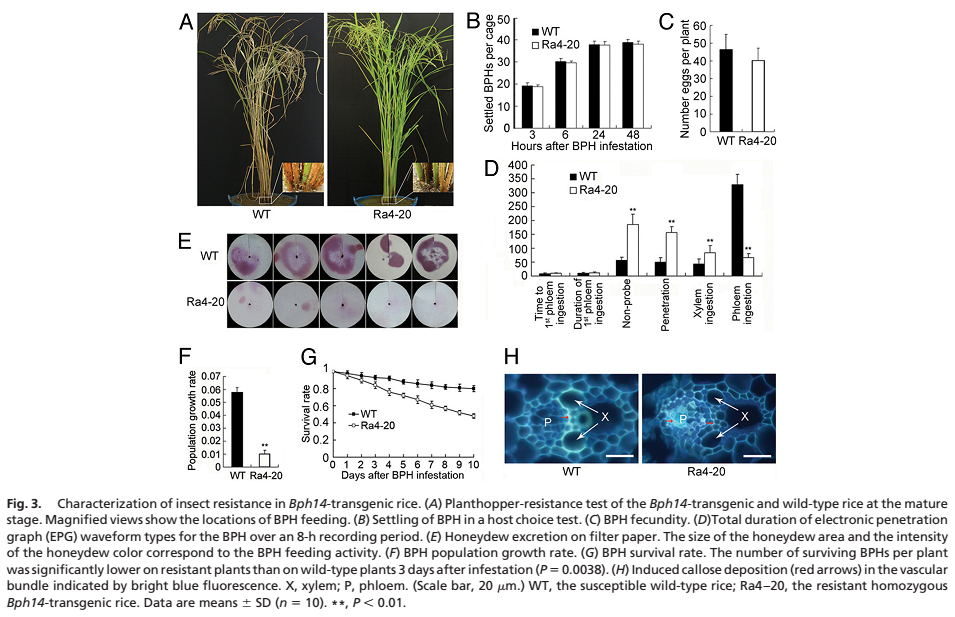 A
WT
Ra4-20
B
Settled BPHs per cage
50
40
30
20
10
0
WT
Ra4-20
3 6 24 48
Hours after BPH infestation
C
Number eggs per plant
60
50
40
30
20
10
0
WT Ra4-20
D
400
350
300
250
200
150
100
50
0
WT
Ra4-20
**
**
**
**
Time to
1st phloem
ingestion
Duration of
1st phloem
ingestion
Non-probe
Penetration
Xylem
ingestion
Phloem
ingestion
E
WT
Ra4-20
F
Population growth rate
0.07
0.06
0.05
0.04
0.03
0.02
0.01
0
**
WT Ra4-20
G
Survival rate
1
0.8
0.6
0.4
0.2
0
WT
Ra4-20
0 1 2 3 4 5 6 7 8 9 10
Days after BPH infestation
H
P
X
WT
P
X
Ra4-20
Fig. 3. Characterization of insect resistance in Bph14-transgenic rice. (A) Planthopper-resistance test of the Bph14-transgenic and wild-type rice at the mature
stage. Magnified views show the locations of BPH feeding. (B) Settling of BPH in a host choice test. (C) BPH fecundity. (D)Total duration of electronic penetration
graph (EPG) waveform types for the BPH over an 8-h recording period. (E) Honeydew excretion on filter paper. The size of the honeydew area and the intensity
of the honeydew color correspond to the BPH feeding activity. (F) BPH population growth rate. (G) BPH survival rate. The number of surviving BPHs per plant
was significantly lower on resistant plants than on wild-type plants 3 days after infestation (P = 0.0038). (H) Induced callose deposition (red arrows) in the vascular
bundle indicated by bright blue fluorescence. X, xylem; P, phloem. (Scale bar, 20 μm.) WT, the susceptible wild-type rice; Ra4–20, the resistant homozygous
Bph14-transgenic rice. Data are means ± SD (n = 10). **, P < 0.01.